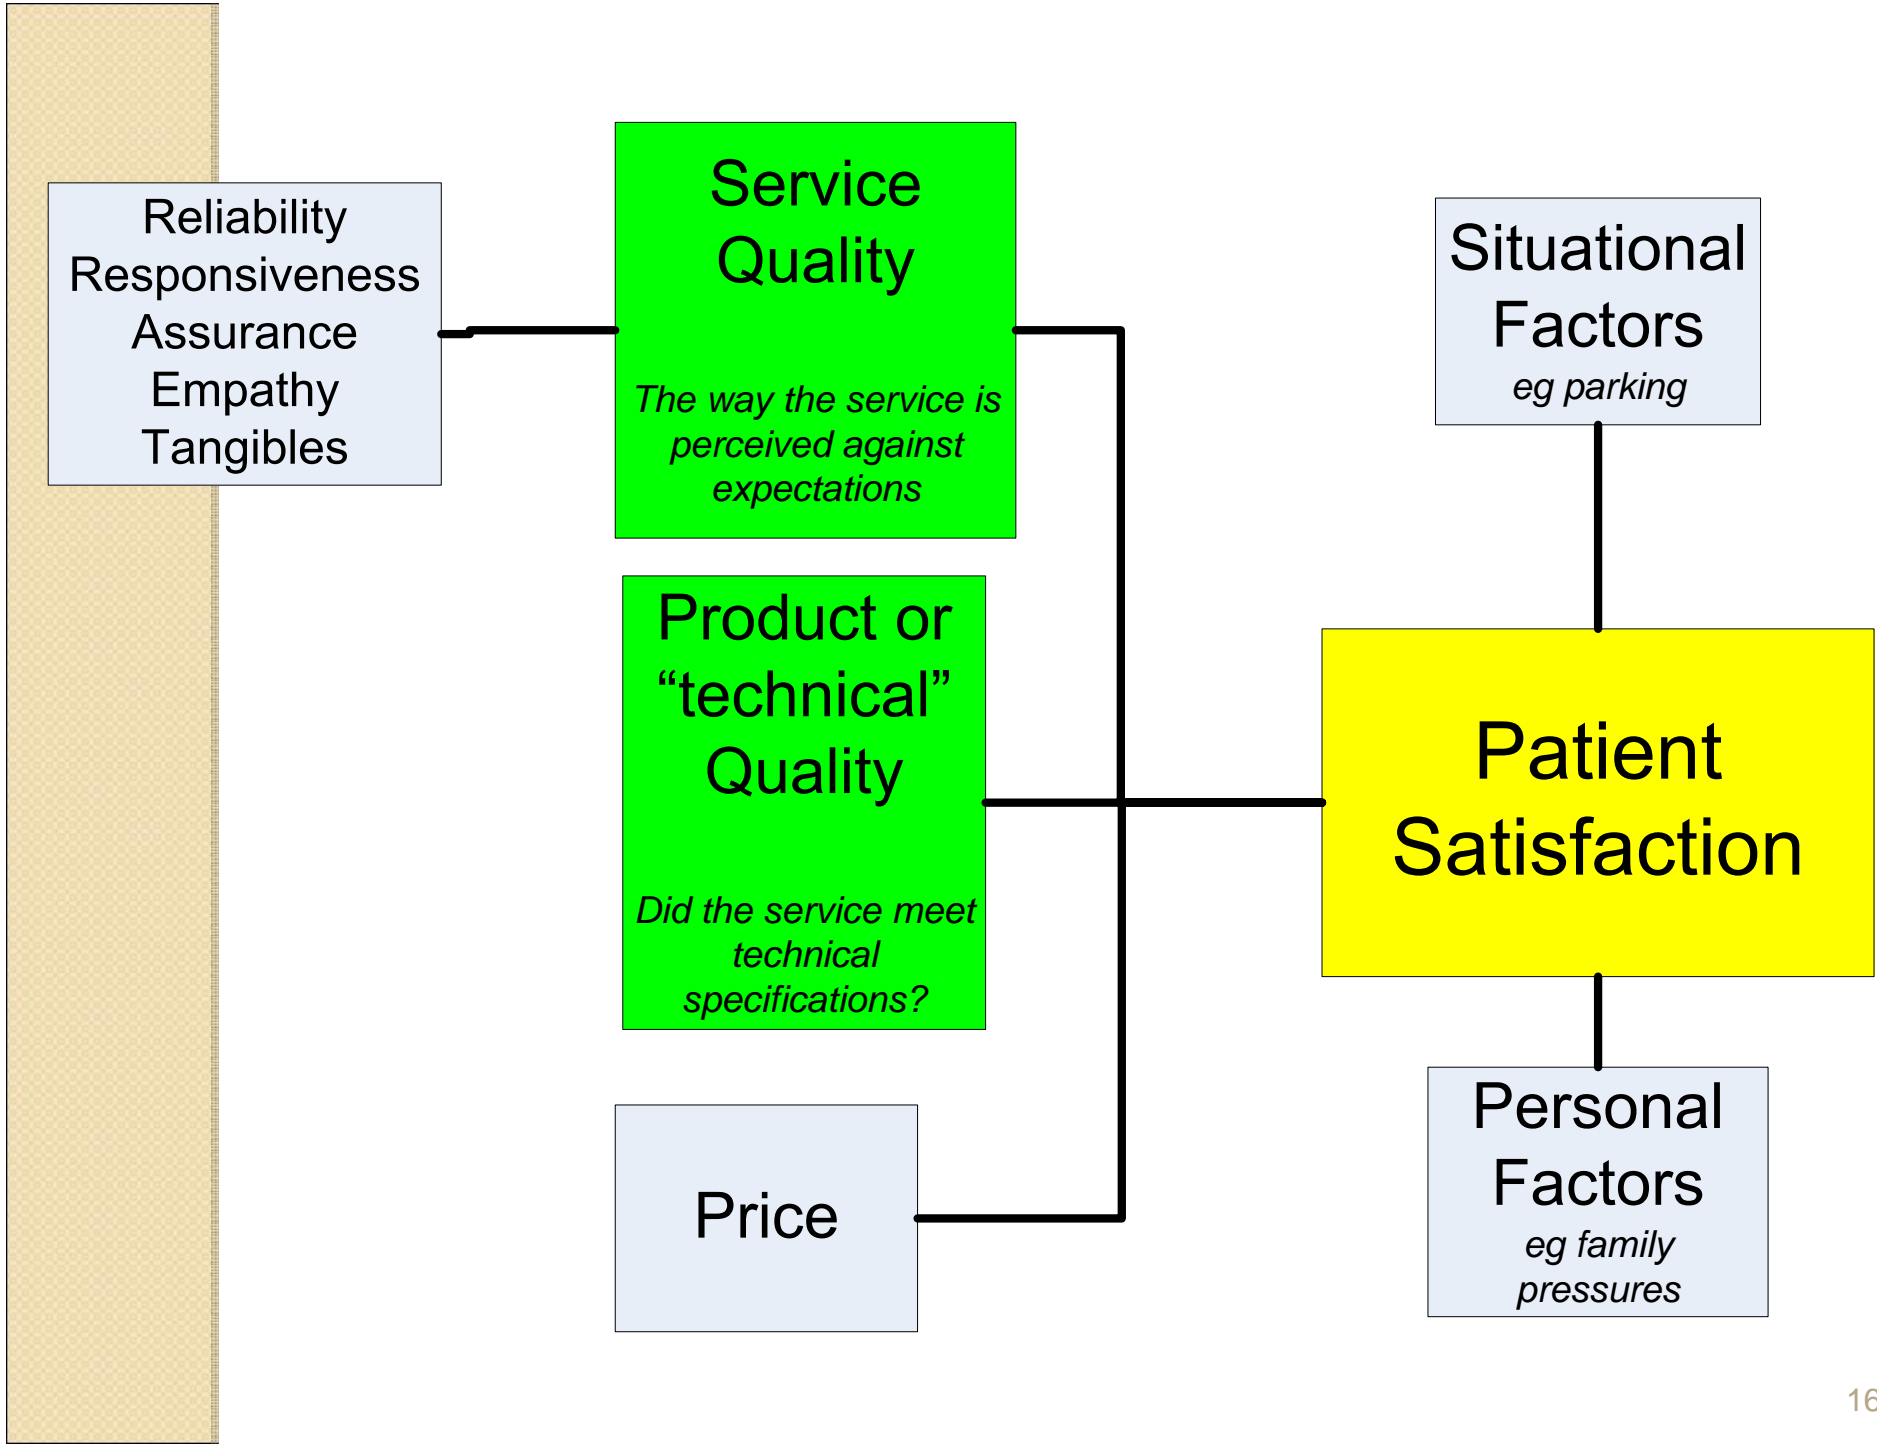 Reliability
Responsiveness
Assurance
Empathy
Tangibles
Service
Quality
The way the service is
perceived against
expectations
Product or
“technical”
Quality
Did the service meet
technical
specifications?
Price
Situational
Factors
eg parking
Patient
Satisfaction
Personal
Factors
eg family
pressures
16